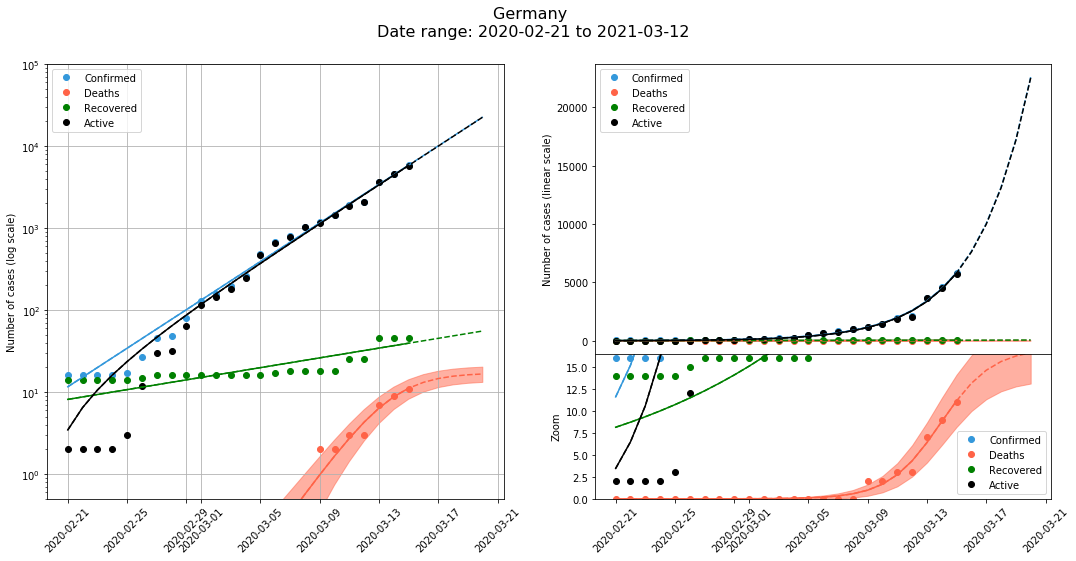 Germany
Date range: 2020-02-21 to 2021-03-12
Number of cases (log scale)
10^5
10^4
10^3
10^2
10^1
10^0
Confirmed
Deaths
Recovered
Active
2020-02-21
2020-02-25
2020-02-29
2020-03-01
2020-03-05
2020-03-09
2020-03-13
2020-03-17
2020-03-21
Number of cases (linear scale)
20000
15000
10000
5000
0
Confirmed
Deaths
Recovered
Active
Zoom
15.0
12.5
10.0
7.5
5.0
2.5
0.0
Confirmed
Deaths
Recovered
Active
2020-02-21
2020-02-25
2020-02-29
2020-03-01
2020-03-05
2020-03-09
2020-03-13
2020-03-17
2020-03-21